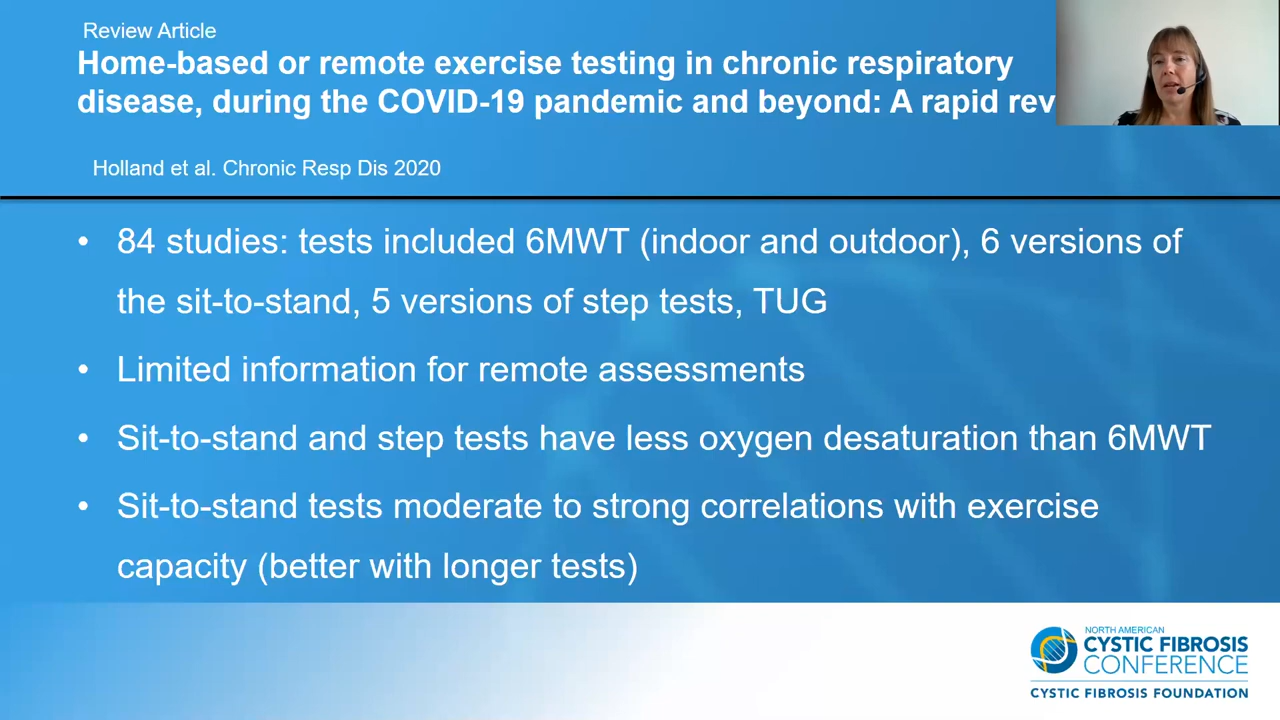 Review Article
Home-based or remote exercise testing in chronic respiratory
disease, during the COVID-19 pandemic and beyond: A rapid rev
Holland et al. Chronic Resp Dis 2020
• 84 studies: tests included 6MWT (indoor and outdoor), 6 versions of
the sit-to-stand, 5 versions of step tests, TUG
• Limited information for remote assessments
• Sit-to-stand and step tests have less oxygen desaturation than 6MWT
• Sit-to-stand tests moderate to strong correlations with exercise
capacity (better with longer tests)
NORTH AMERICAN
CYSTIC FIBROSIS
CONFERENCE
CYSTIC FIBROSIS FOUNDATION